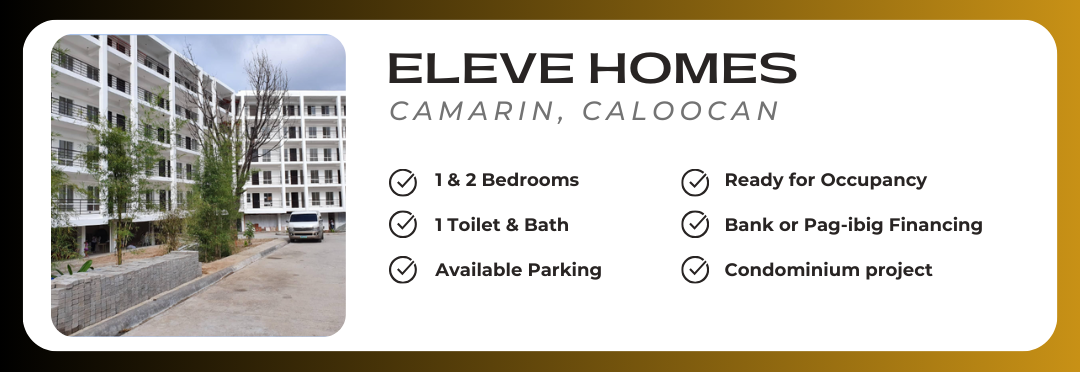 ELEVE HOMES
CAMARIN, CALOOCAN
1 & 2 Bedrooms
1 Toilet & Bath
Available Parking
Ready for Occupancy
Bank or Pag-ibig Financing
Condominium project